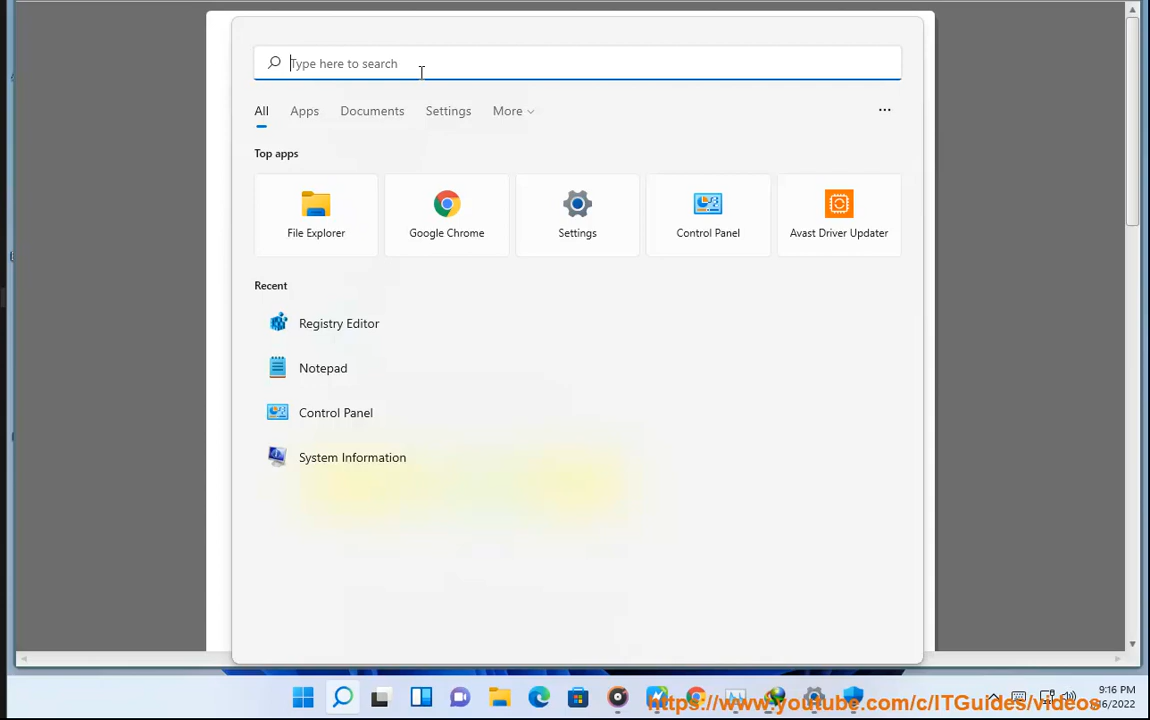 Type here to search
All Apps Documents Settings More
Top apps
File Explorer Google Chrome Settings Control Panel Avast Driver Updater
Recent
Registry Editor
Notepad
Control Panel
System Information
9:16 PM
https://www.youtube.com/c/ITGuides/videos